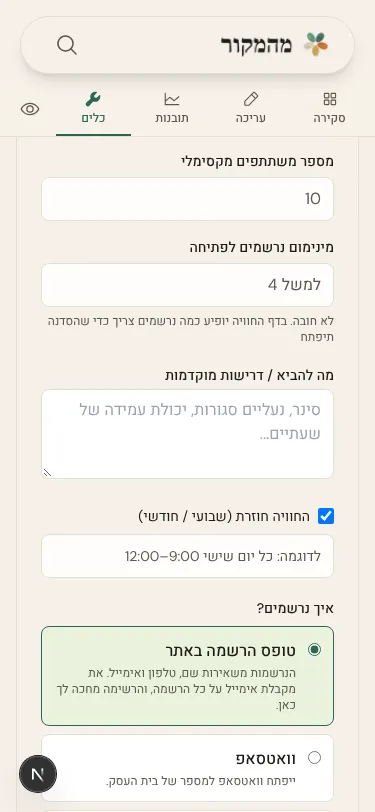 מהמקור
סקירה
עריכה
תובנות
כלים
מספר משתתפים מקסימלי
10
מינימום נרשמים לפתיחה
למשל 4
לא חובה. בדף החוויה יופיע כמה נרשמים צריך כדי שהסדנה
תיפתח
מה להביא / דרישות מוקדמות
סינר, נעליים סגורות, יכולת עמידה של
שעתיים...
החוויה חוזרת (שבועי / חודשי)
לדוגמה: כל יום שישי 9:00–12:00
איך נרשמים?
טופס הרשמה באתר
הנרשמות משאירות שם, טלפון ואימייל. את
מקבלת אימייל על כל הרשמה, והרשימה מחכה לך
כאן.
וואטסאפ
ייפתח וואטסאפ למספר של בית העסק.
N